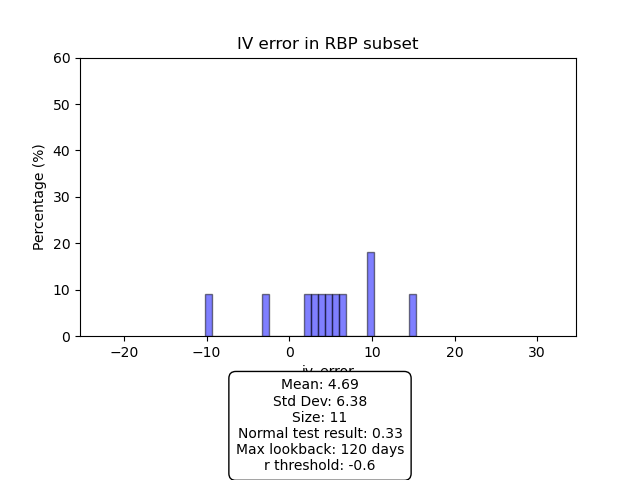 IV error in RBP subset
60
50
40
30
20
10
0
Percentage (%)
−20 −10 0 10 20 30
iv_error
Mean: 4.69
Std Dev: 6.38
Size: 11
Normal test result: 0.33
Max lookback: 120 days
r threshold: -0.6